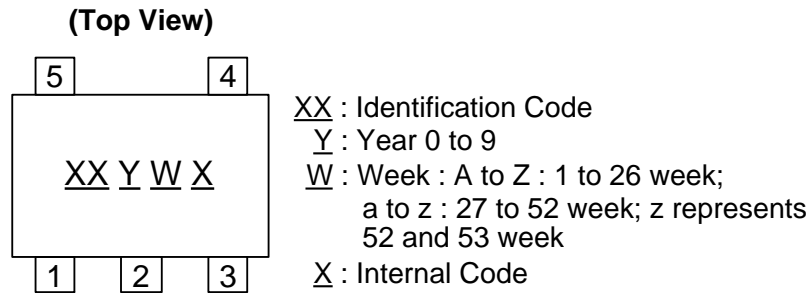 (Top View)
5 4
XX Y W X
1 2 3
XX : Identification Code
Y : Year 0 to 9
W : Week : A to Z : 1 to 26 week;
a to z : 27 to 52 week; z represents
52 and 53 week
X : Internal Code